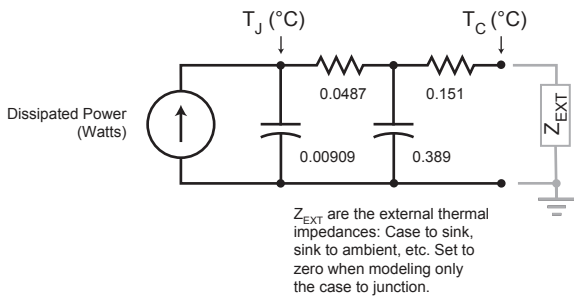 T_J (°C)
T_C (°C)
0.0487
0.151
Dissipated Power
(Watts)
Z_EXT
0.00909
0.389
Z_EXT are the external thermal
impedances: Case to sink,
sink to ambient, etc. Set to
zero when modeling only
the case to junction.